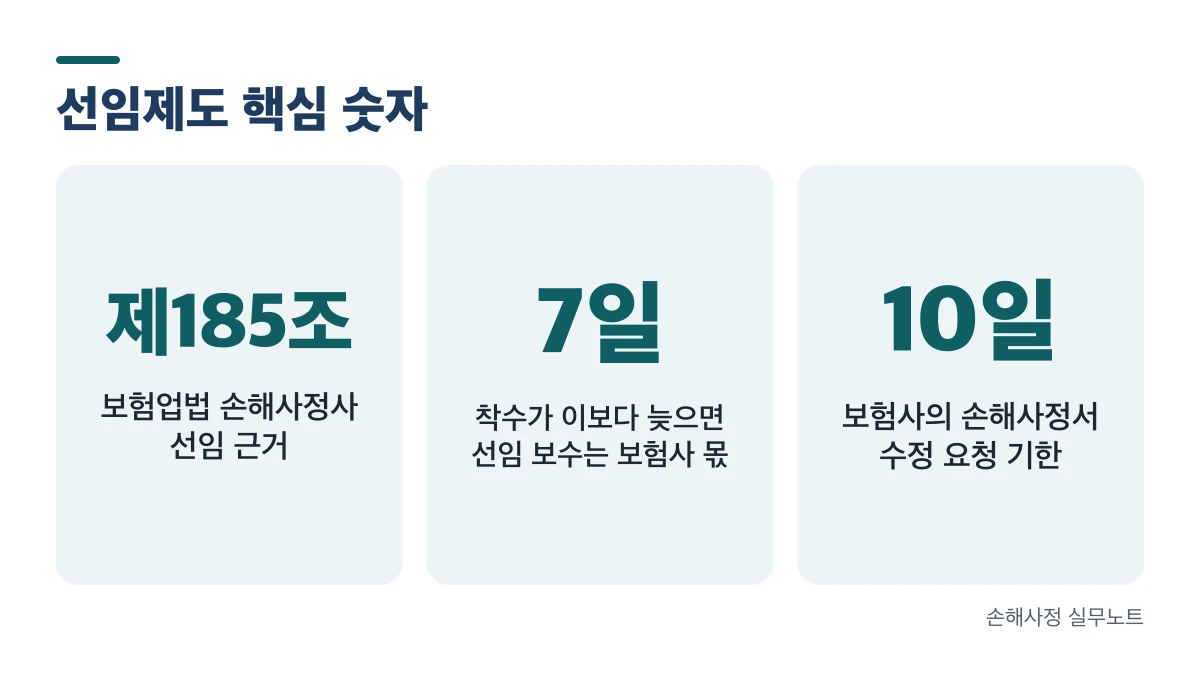 선임제도 핵심 숫자
제185조
보험업법 손해사정사
선임 근거
7일
착수가 이보다 늦으면
선임 보수는 보험사 몫
10일
보험사의 손해사정서
수정 요청 기한
손해사정 실무노트